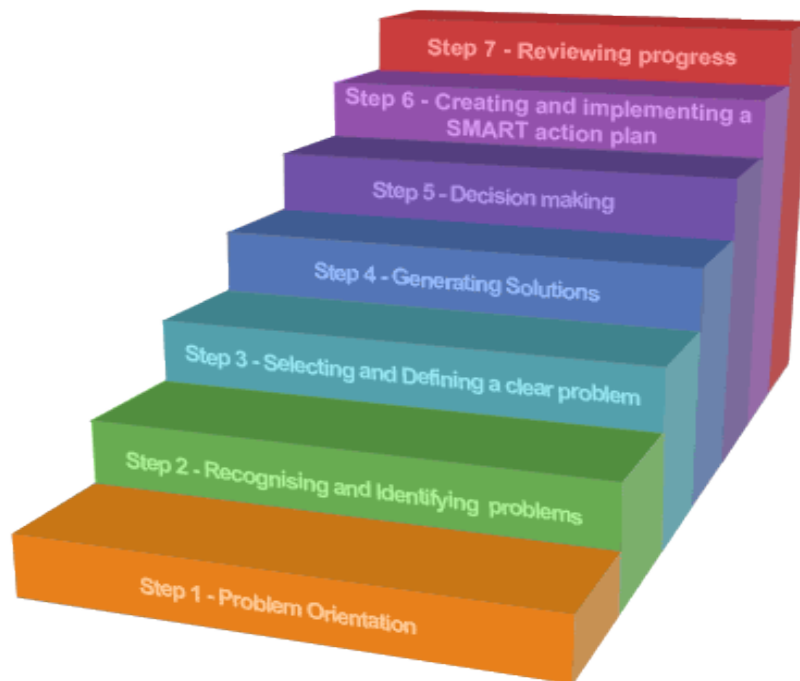 Step 7 - Reviewing progress
Step 6 - Creating and implementing a
SMART action plan
Step 5 - Decision making
Step 4 - Generating Solutions
Step 3 - Selecting and Defining a clear problem
Step 2 - Recognising and Identifying problems
Step 1 - Problem Orientation